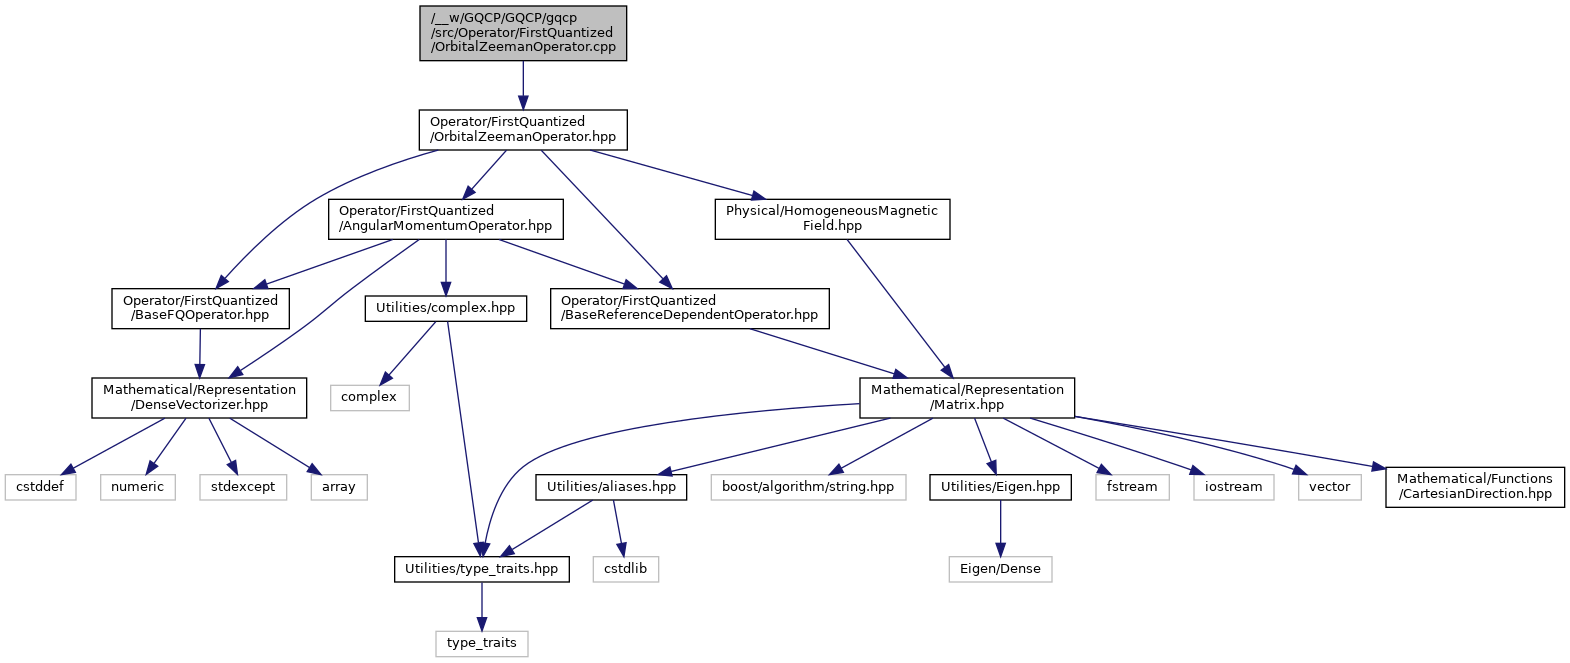 /__w/GQCP/GQCP/gqcp
/src/Operator/FirstQuantized
/OrbitalZeemanOperator.cpp
Operator/FirstQuantized
/OrbitalZeemanOperator.hpp
Operator/FirstQuantized
/AngularMomentumOperator.hpp
Physical/HomogeneousMagnetic
Field.hpp
Operator/FirstQuantized
/BaseFQOperator.hpp
Utilities/complex.hpp
Operator/FirstQuantized
/BaseReferenceDependentOperator.hpp
Mathematical/Representation
/DenseVectorizer.hpp
complex
Mathematical/Representation
/Matrix.hpp
cstddef
numeric
stdexcept
array
Utilities/aliases.hpp
boost/algorithm/string.hpp
Utilities/Eigen.hpp
fstream
iostream
vector
Mathematical/Functions
/CartesianDirection.hpp
Utilities/type_traits.hpp
cstdlib
Eigen/Dense
type_traits